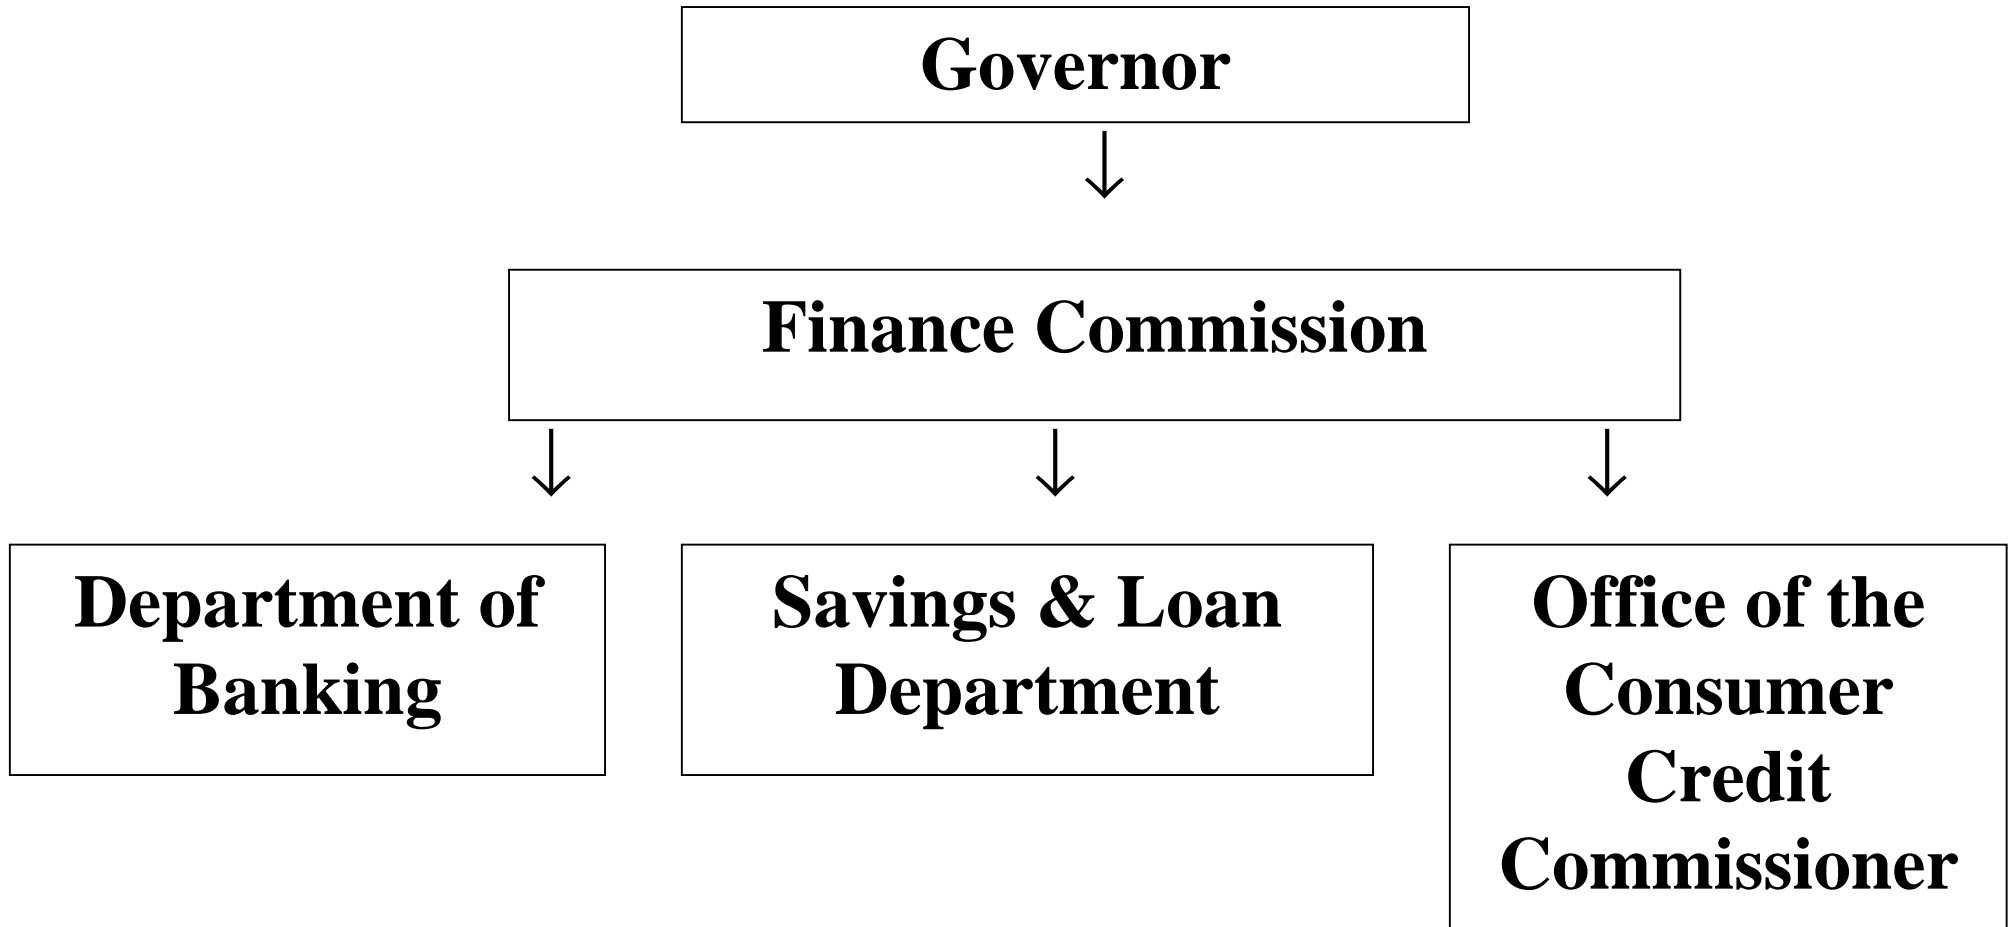 Governor
Finance Commission
Department of
Banking
Savings & Loan
Department
Office of the
Consumer
Credit
Commissioner